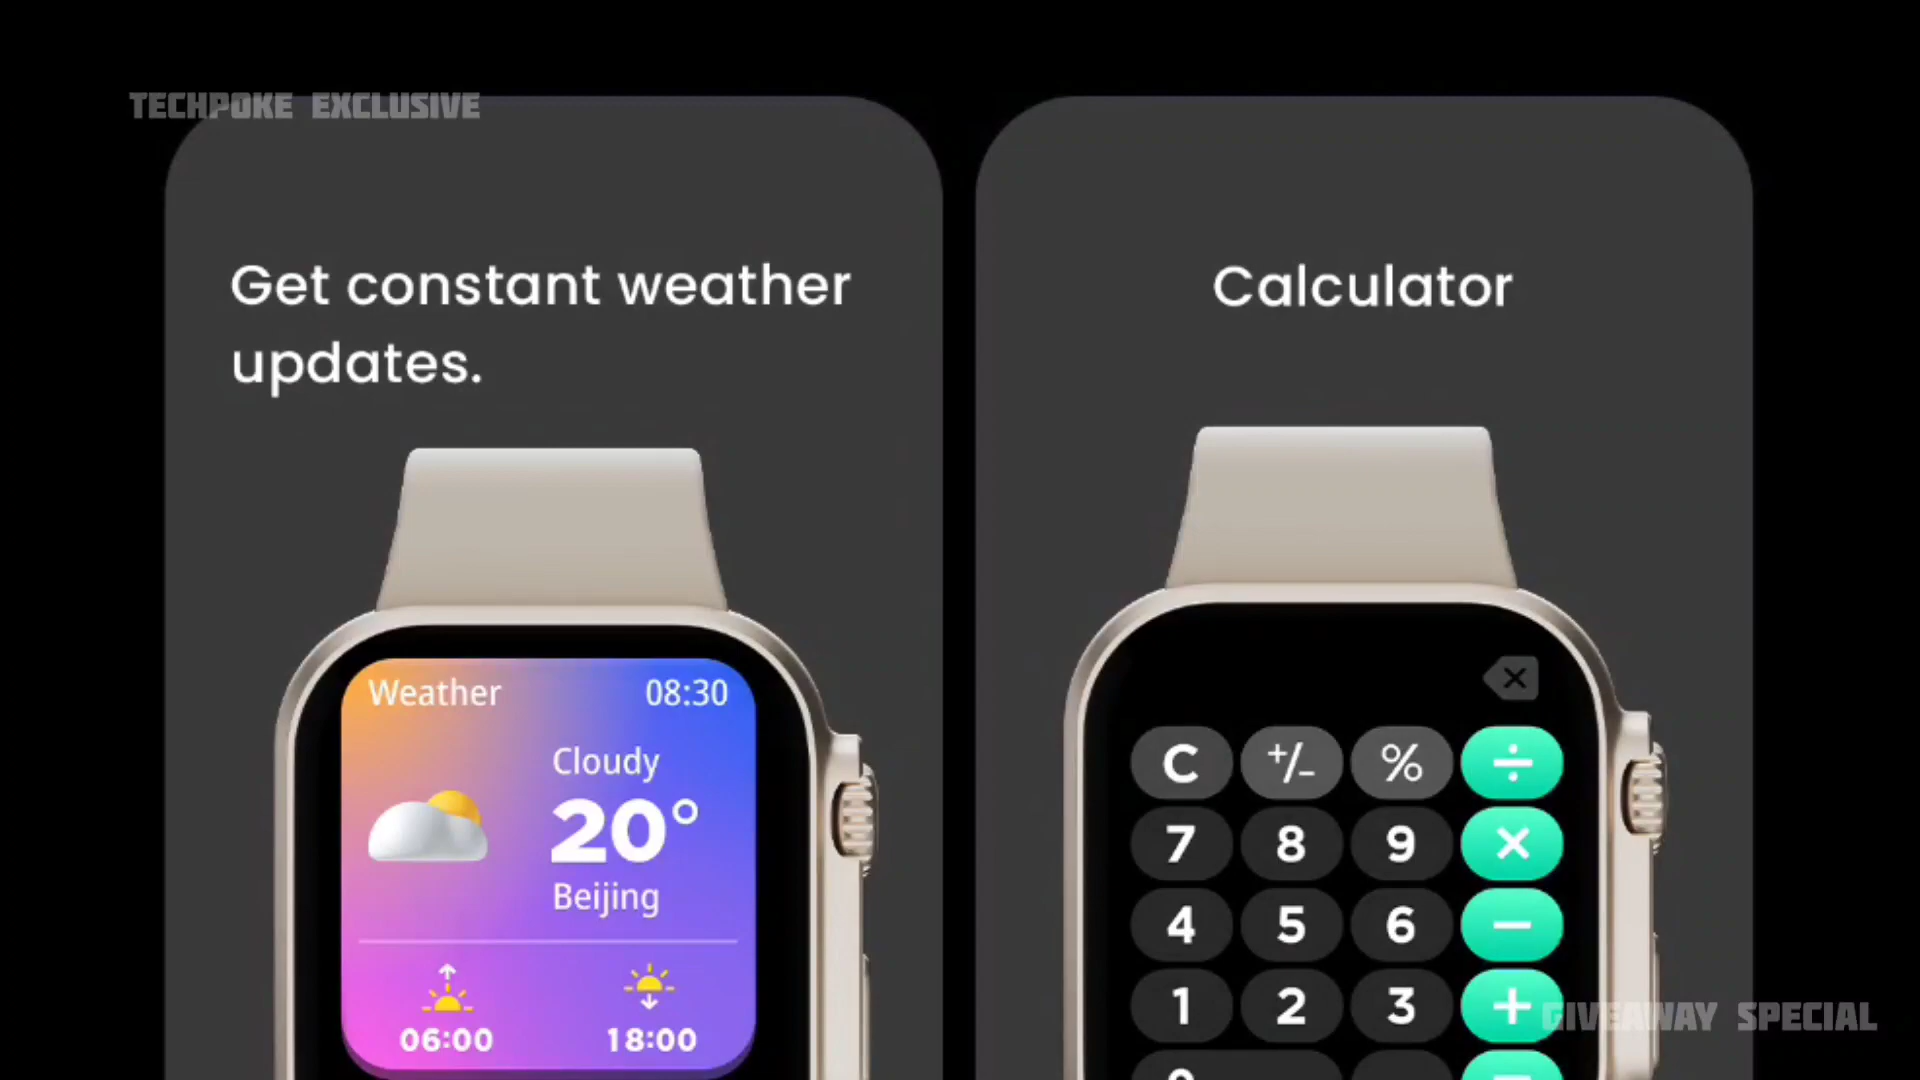 TECHPOKE EXCLUSIVE
Get constant weather
updates.
Weather 08:30
Cloudy
20°
Beijing
06:00 18:00
Calculator
C +/- % ÷
7 8 9 ×
4 5 6 −
1 2 3 +
GIVEAWAY SPECIAL